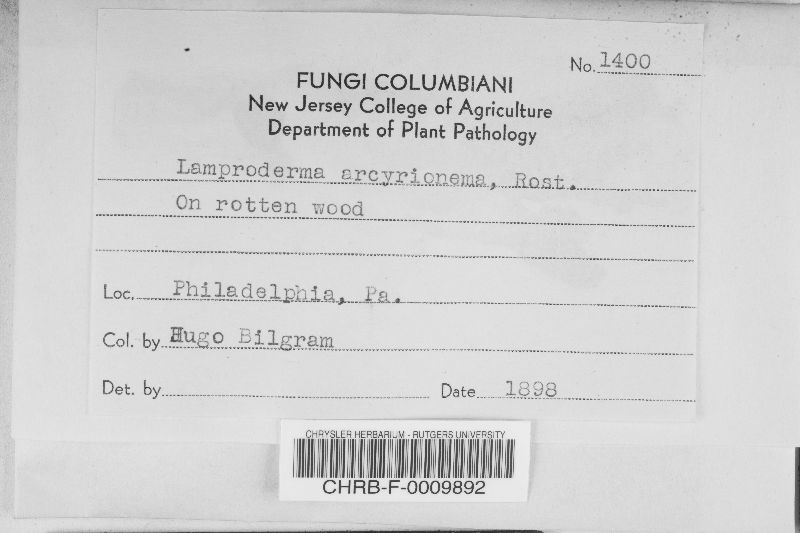 No. 1400
FUNGI COLUMBIANI
New Jersey College of Agriculture
Department of Plant Pathology
Lamproderma arcyrionema, Rost.
On rotten wood
Loc. Philadelphia, Pa.
Col. by Hugo Bilgram
Det. by Date 1898
CHRYSLER HERBARIUM - RUTGERS UNIVERSITY
CHRB-F-0009892